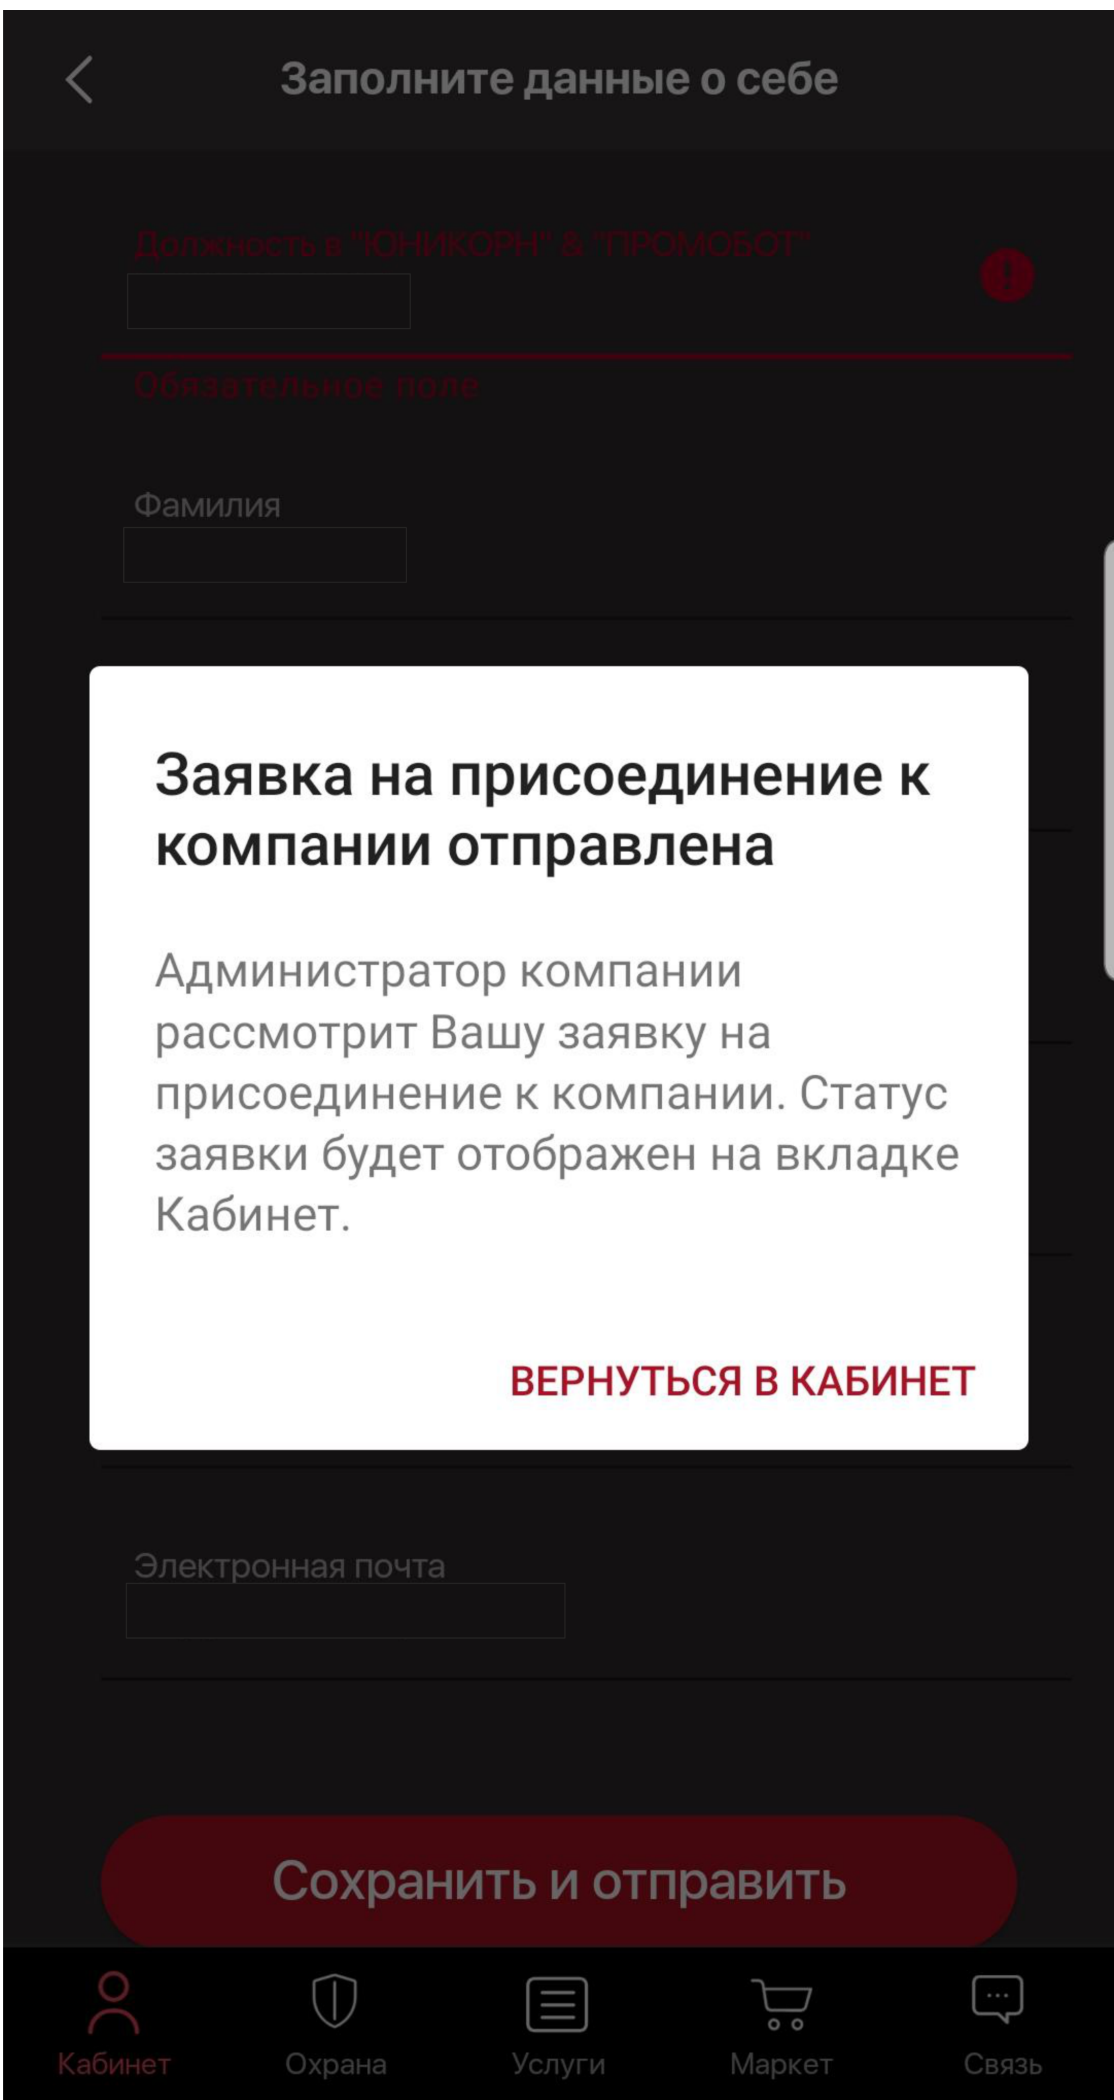 Заполните данные о себе
Должность в "ЮНИКОРН" & "ПРОМОБОТ"
Обязательное поле
Фамилия
Заявка на присоединение к
компании отправлена
Администратор компании
рассмотрит Вашу заявку на
присоединение к компании. Статус
заявки будет отображен на вкладке
Кабинет.
ВЕРНУТЬСЯ В КАБИНЕТ
Электронная почта
Сохранить и отправить
Кабинет
Охрана
Услуги
Маркет
Связь